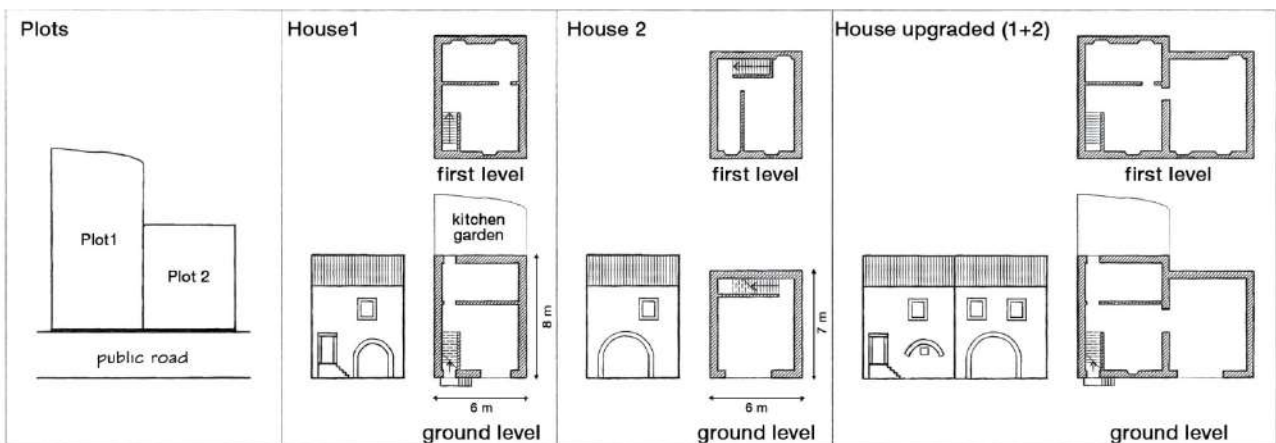 Plots
Plot1
Plot 2
public road
House1
first level
kitchen
garden
8 m
6 m
ground level
House 2
first level
7 m
ground level
House upgraded (1+2)
first level
ground level